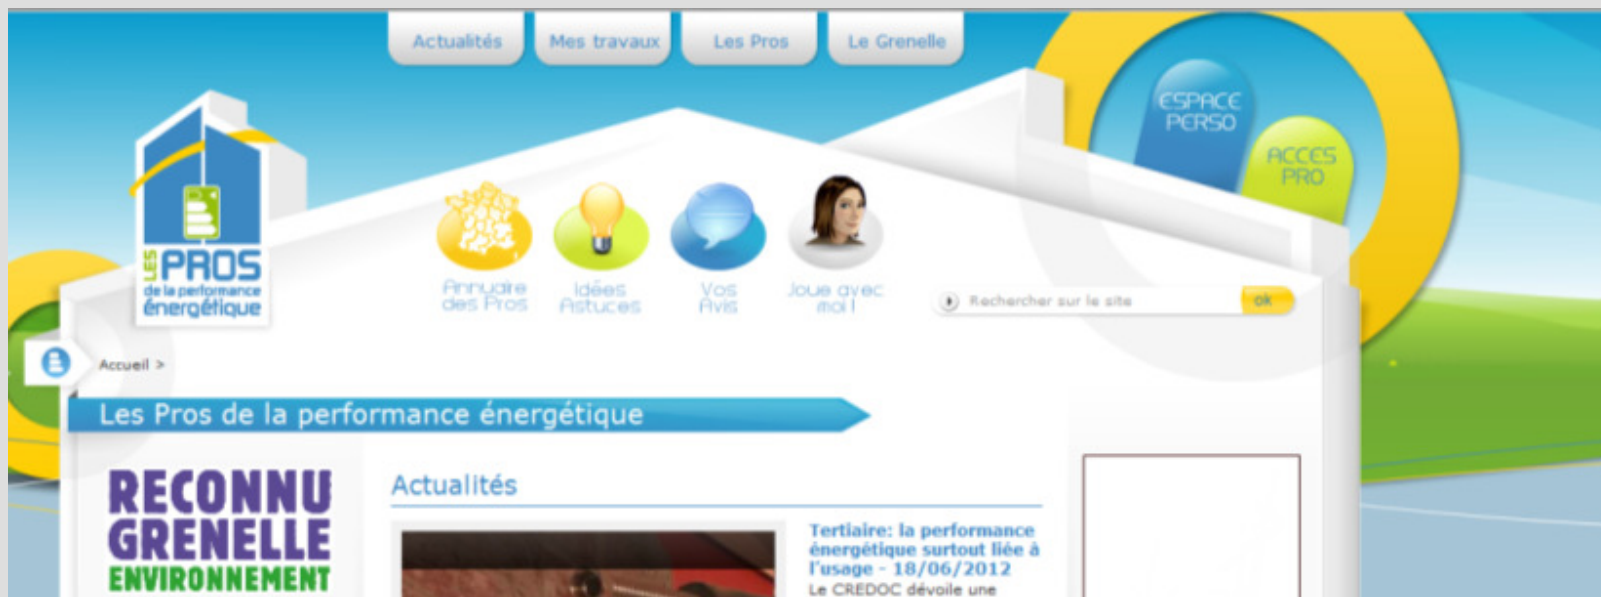 Actualités
Mes travaux
Les Pros
Le Grenelle
ESPACE
PERSO
ACCES
PRO
LES PROS
de la performance
énergétique
Annuaire
des Pros
Idées
Astuces
Vos
Avis
Joue avec
moi !
Rechercher sur le site
ok
Accueil >
Les Pros de la performance énergétique
RECONNU
GRENELLE
ENVIRONNEMENT
Actualités
Tertiaire: la performance
énergétique surtout liée à
l'usage - 18/06/2012
Le CREDOC dévoile une